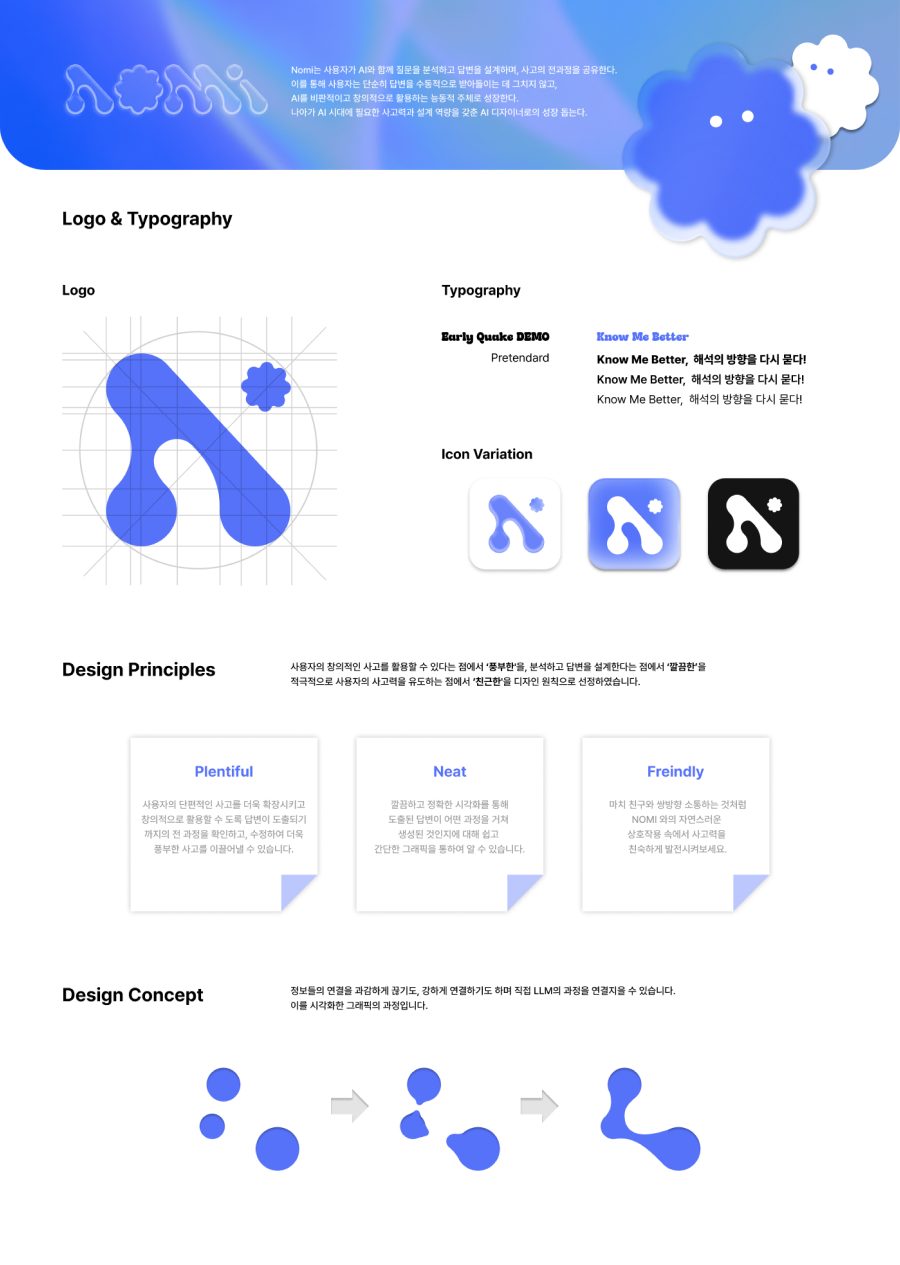 nomi
Nomi는 사용자가 AI와 함께 질문을 분석하고 답변을 설계하며, 사고의 전과정을 공유한다.
이를 통해 사용자는 단순히 답변을 수동적으로 받아들이는 데 그치지 않고,
AI를 비판적이고 창의적으로 활용하는 능동적 주체로 성장한다.
나아가 AI 시대에 필요한 사고력과 설계 역량을 갖춘 AI 디자이너로의 성장 돕는다.
Logo & Typography
Logo
Typography
Early Quake DEMO
Pretendard
Know Me Better
Know Me Better, 해석의 방향을 다시 묻다!
Know Me Better, 해석의 방향을 다시 묻다!
Know Me Better, 해석의 방향을 다시 묻다!
Icon Variation
Design Principles
사용자의 창의적인 사고를 활용할 수 있다는 점에서 ‘풍부한’을, 분석하고 답변을 설계한다는 점에서 ‘깔끔한’을
적극적으로 사용자의 사고력을 유도하는 점에서 ‘친근한’을 디자인 원칙으로 선정하였습니다.
Plentiful
사용자의 단편적인 사고를 더욱 확장시키고
창의적으로 활용할 수 도록 답변이 도출되기
까지의 전 과정을 확인하고, 수정하여 더욱
풍부한 사고를 이끌어낼 수 있습니다.
Neat
깔끔하고 정확한 시각화를 통해
도출된 답변이 어떤 과정을 거쳐
생성된 것인지에 대해 쉽고
간단한 그래픽을 통하여 알 수 있습니다.
Freindly
마치 친구와 쌍방향 소통하는 것처럼
NOMI 와의 자연스러운
상호작용 속에서 사고력을
친숙하게 발전시켜보세요.
Design Concept
정보들의 연결을 과감하게 끊기도, 강하게 연결하기도 하며 직접 LLM의 과정을 연결지을 수 있습니다.
이를 시각화한 그래픽의 과정입니다.